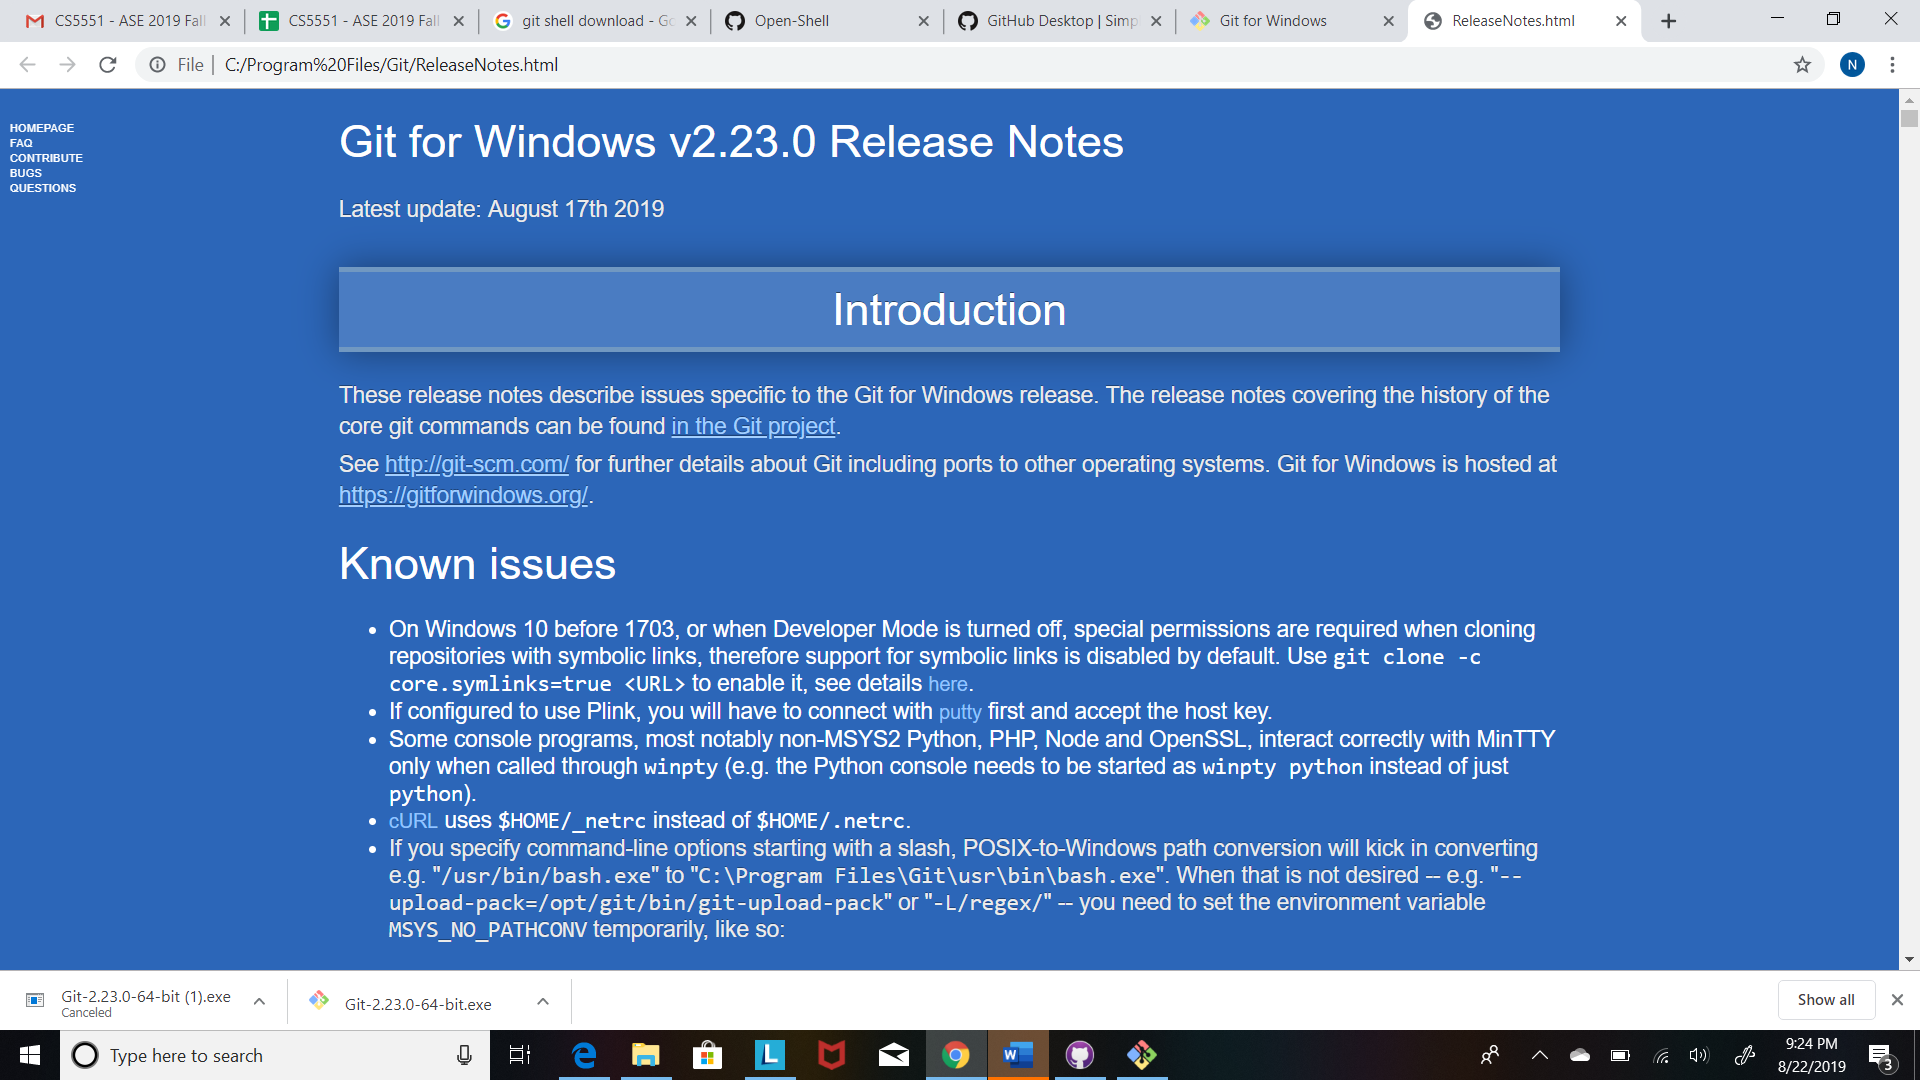 CS5551 - ASE 2019 Fall
CS5551 - ASE 2019 Fall
git shell download - Go
Open-Shell
GitHub Desktop | Simp
Git for Windows
ReleaseNotes.html
File | C:/Program%20Files/Git/ReleaseNotes.html
N
HOMEPAGE
FAQ
CONTRIBUTE
BUGS
QUESTIONS
Git for Windows v2.23.0 Release Notes
Latest update: August 17th 2019
Introduction
These release notes describe issues specific to the Git for Windows release. The release notes covering the history of the
core git commands can be found in the Git project.
See http://git-scm.com/ for further details about Git including ports to other operating systems. Git for Windows is hosted at
https://gitforwindows.org/.
Known issues
• On Windows 10 before 1703, or when Developer Mode is turned off, special permissions are required when cloning
repositories with symbolic links, therefore support for symbolic links is disabled by default. Use git clone -c
core.symlinks=true <URL> to enable it, see details here.
• If configured to use Plink, you will have to connect with putty first and accept the host key.
• Some console programs, most notably non-MSYS2 Python, PHP, Node and OpenSSL, interact correctly with MinTTY
only when called through winpty (e.g. the Python console needs to be started as winpty python instead of just
python).
• cURL uses $HOME/_netrc instead of $HOME/.netrc.
• If you specify command-line options starting with a slash, POSIX-to-Windows path conversion will kick in converting
e.g. "/usr/bin/bash.exe" to "C:\Program Files\Git\usr\bin\bash.exe". When that is not desired -- e.g. "--
upload-pack=/opt/git/bin/git-upload-pack" or "-L/regex/" -- you need to set the environment variable
MSYS_NO_PATHCONV temporarily, like so:
Git-2.23.0-64-bit (1).exe
Canceled
Git-2.23.0-64-bit.exe
Show all
Type here to search
9:24 PM
8/22/2019
3